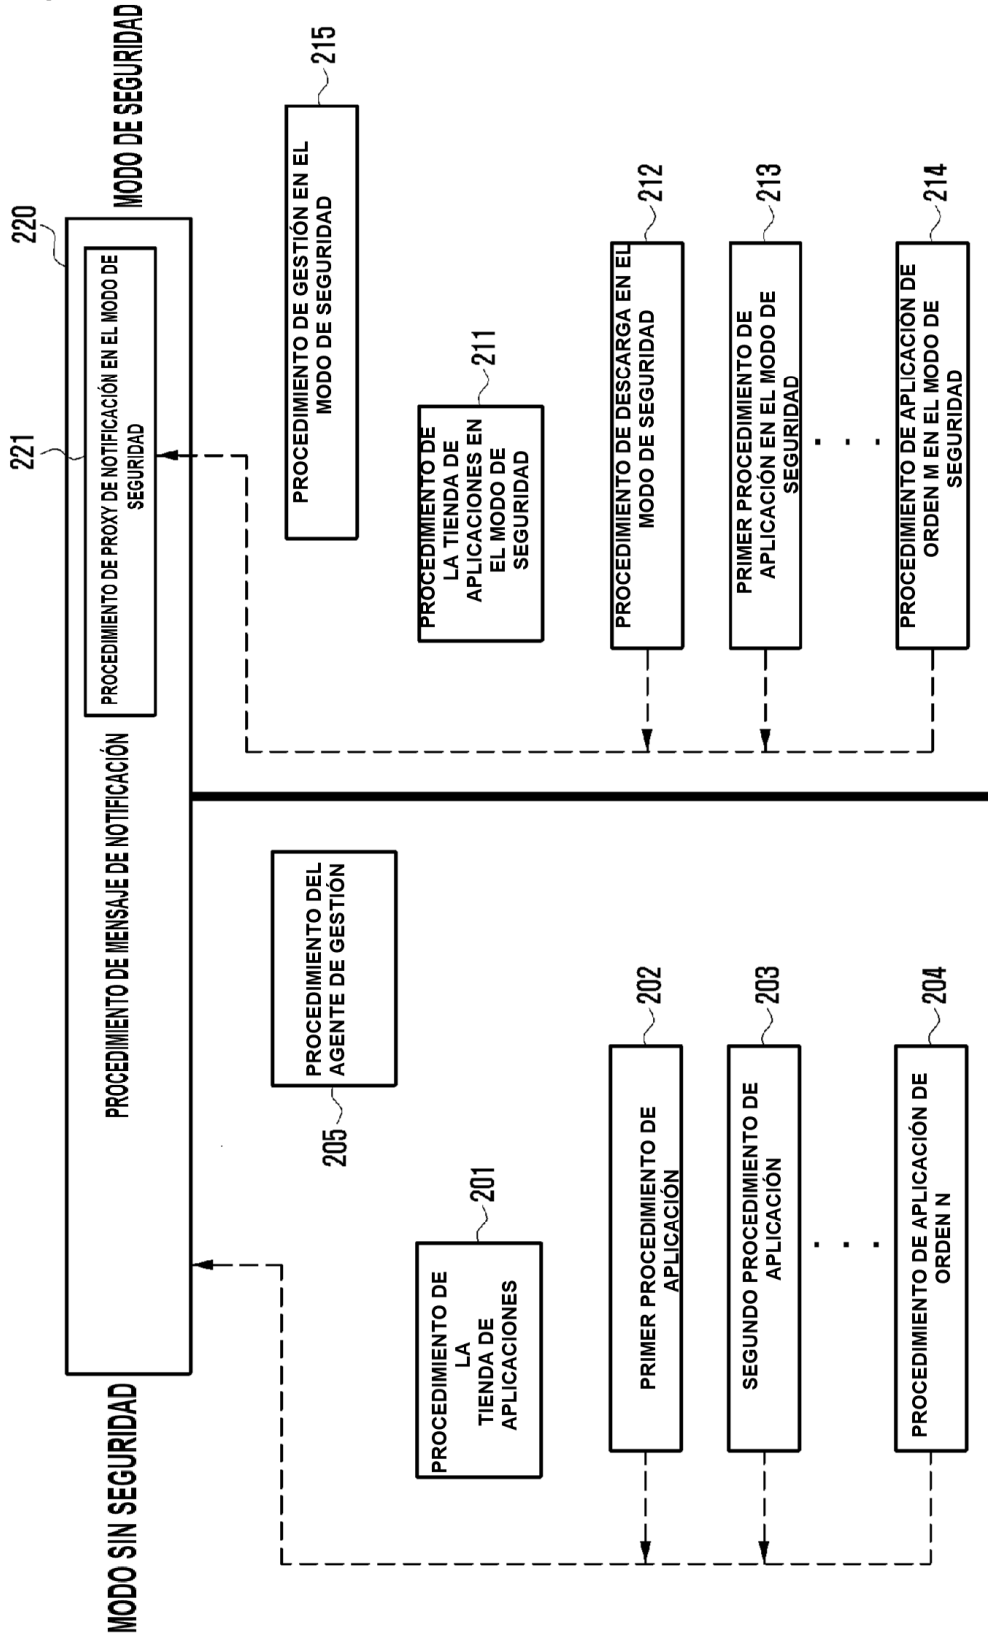 MODO SIN SEGURIDAD
MODO DE SEGURIDAD
220
PROCEDIMIENTO DE MENSAJE DE NOTIFICACIÓN
221
PROCEDIMIENTO DE PROXY DE NOTIFICACIÓN EN EL MODO DE
SEGURIDAD
205
PROCEDIMIENTO DEL
AGENTE DE GESTIÓN
215
PROCEDIMIENTO DE GESTIÓN EN EL
MODO DE SEGURIDAD
201
PROCEDIMIENTO DE
LA
TIENDA DE
APLICACIONES
211
PROCEDIMIENTO DE
LA TIENDA DE
APLICACIONES EN
EL MODO DE
SEGURIDAD
202
PRIMER PROCEDIMIENTO DE
APLICACIÓN
212
PROCEDIMIENTO DE DESCARGA EN EL
MODO DE SEGURIDAD
203
SEGUNDO PROCEDIMIENTO DE
APLICACIÓN
213
PRIMER PROCEDIMIENTO DE
APLICACIÓN EN EL MODO DE
SEGURIDAD
. . .
. . .
204
PROCEDIMIENTO DE APLICACIÓN DE
ORDEN N
214
PROCEDIMIENTO DE APLICACIÓN DE
ORDEN M EN EL MODO DE
SEGURIDAD